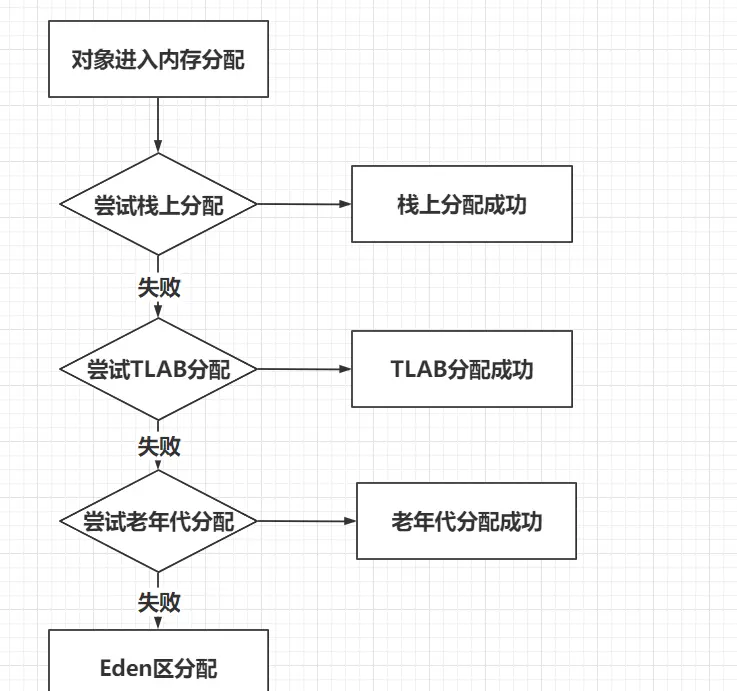 对象进入内存分配
尝试栈上分配
栈上分配成功
失败
尝试TLAB分配
TLAB分配成功
失败
尝试老年代分配
老年代分配成功
失败
Eden区分配